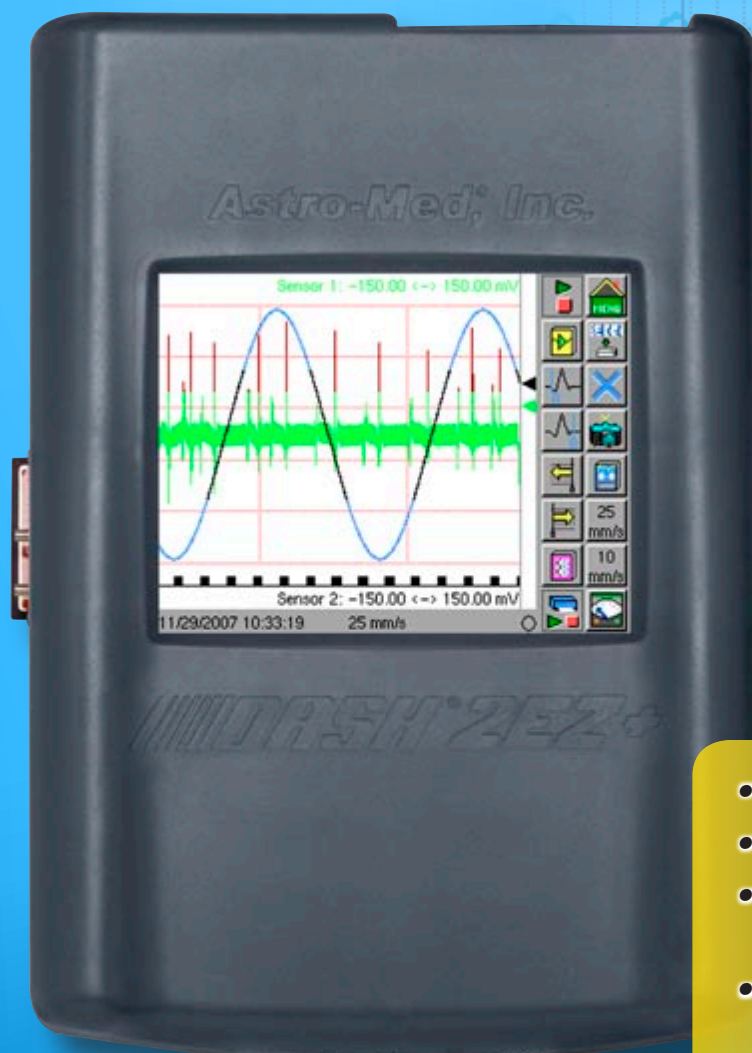 Astro-Med, Inc.
Sensor 1: -150.00 <-> 150.00 mV
MENU
25
mm/s
10
mm/s
Sensor 2: -150.00 <-> 150.00 mV
11/29/2007 10:33:19 25 mm/s
DASH® 2EZ+